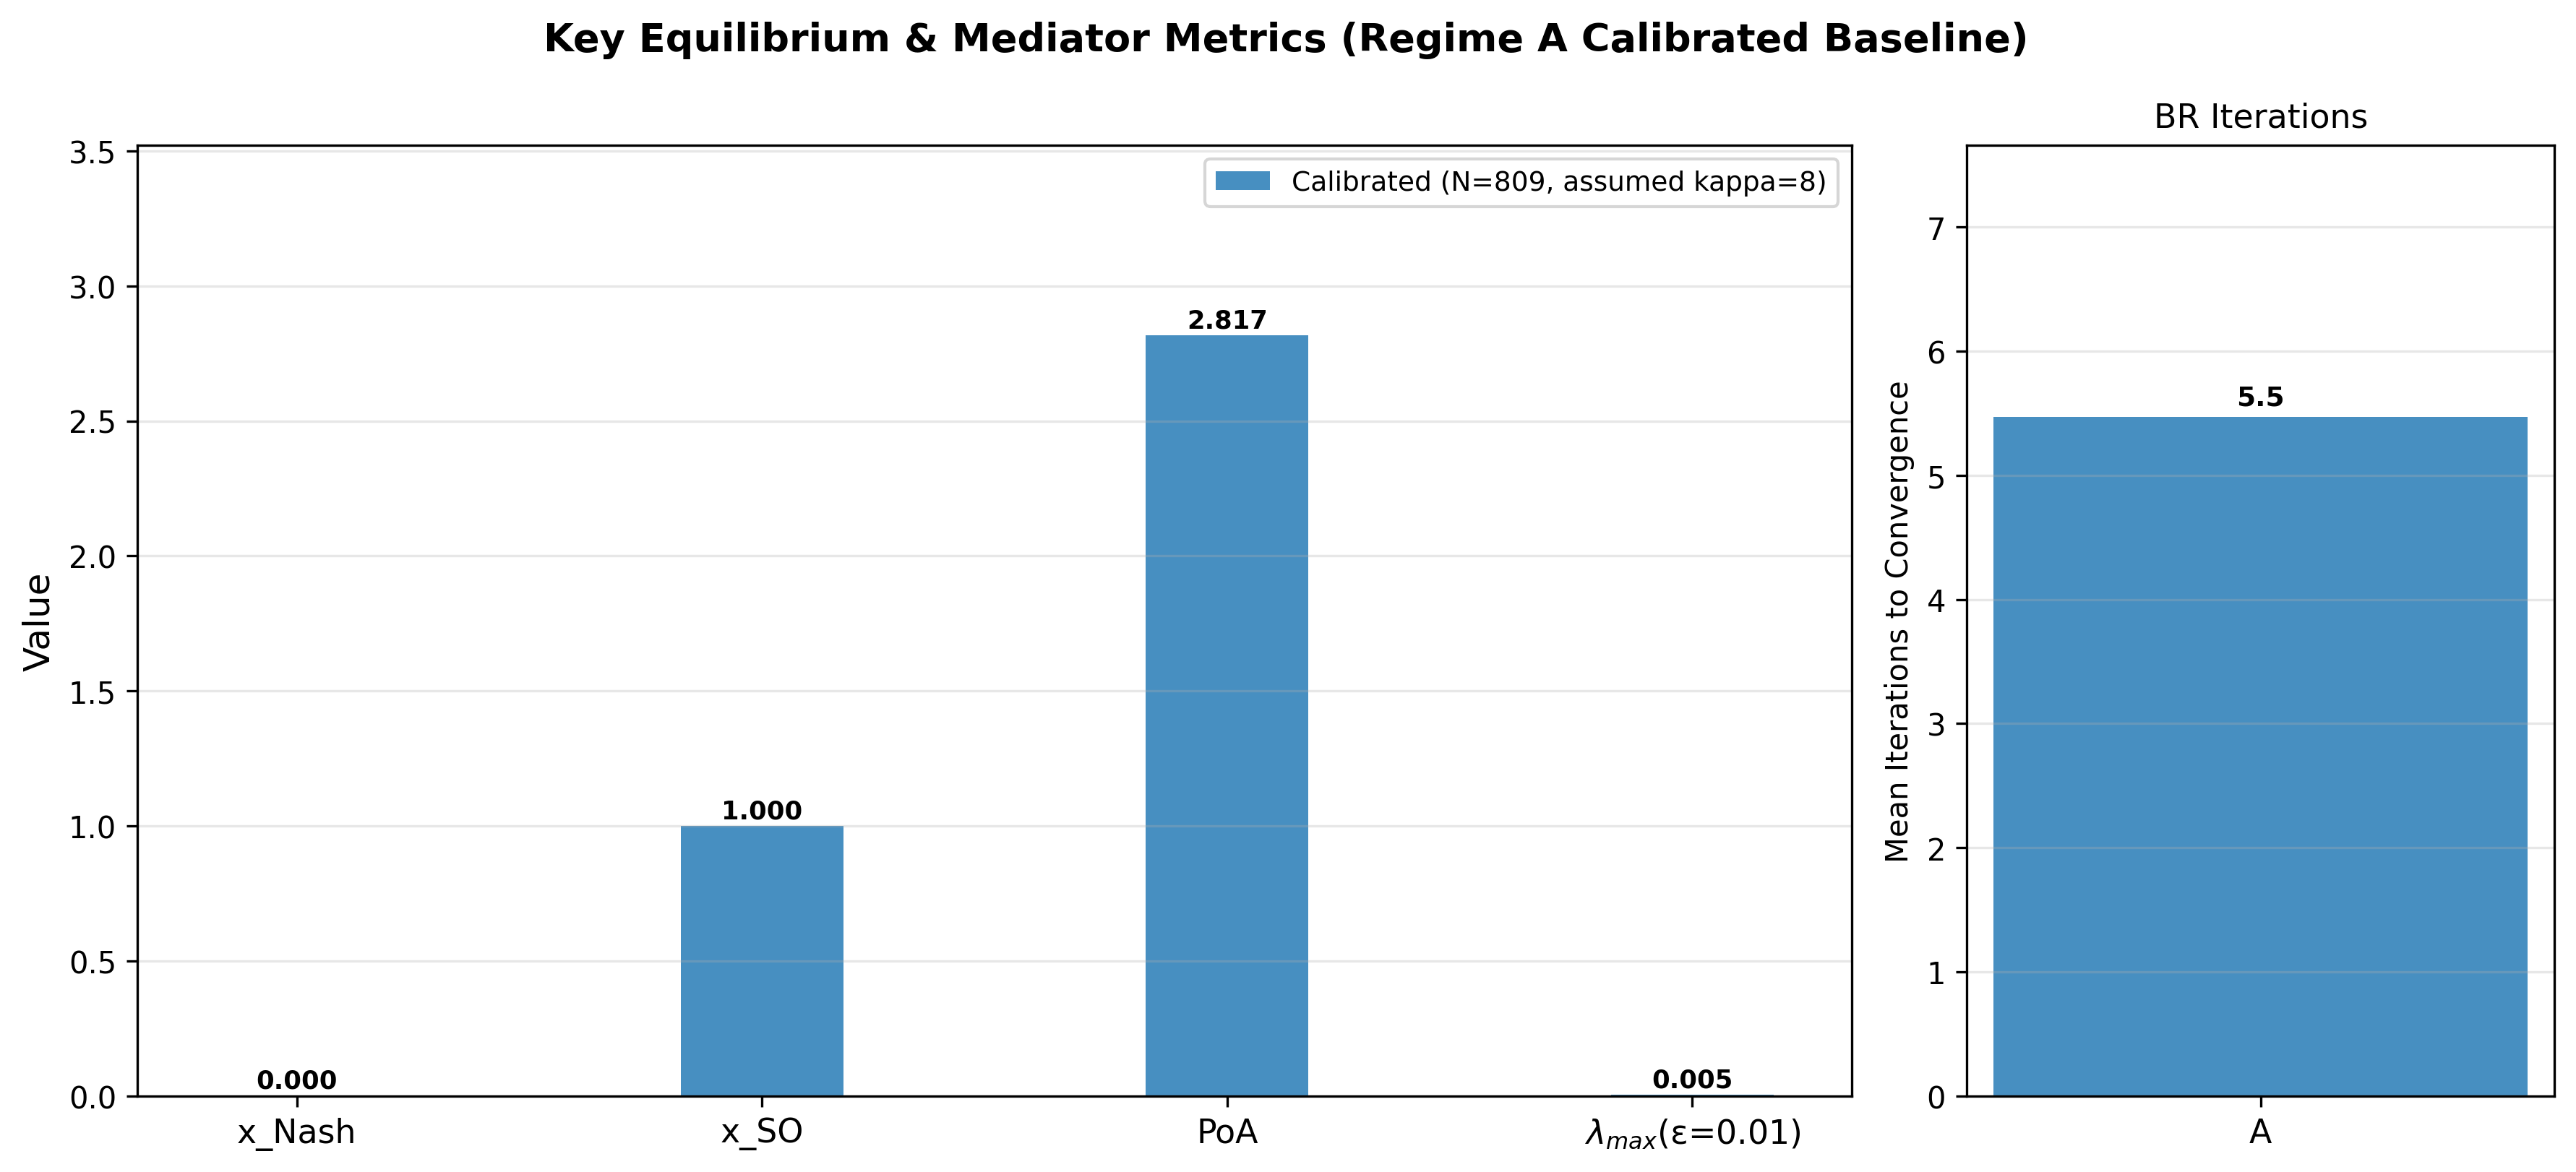 Key Equilibrium & Mediator Metrics (Regime A Calibrated Baseline)
Value
3.5
3.0
2.5
2.0
1.5
1.0
0.5
0.0
Calibrated (N=809, assumed kappa=8)
0.000
1.000
2.817
0.005
x_Nash
x_SO
PoA
λ_max(ε=0.01)
BR Iterations
Mean Iterations to Convergence
7
6
5
4
3
2
1
0
5.5
A